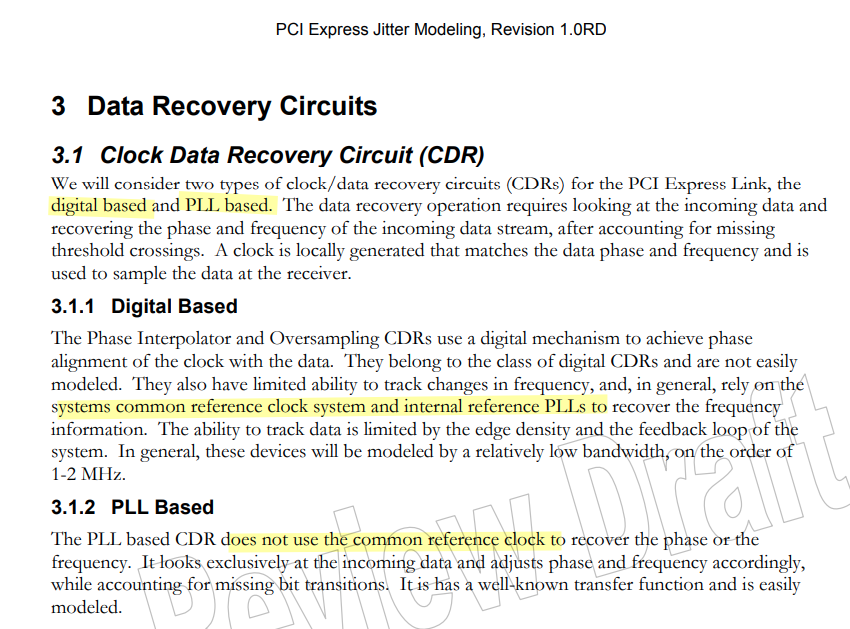 PCI Express Jitter Modeling, Revision 1.0RD
3 Data Recovery Circuits
3.1 Clock Data Recovery Circuit (CDR)
We will consider two types of clock/data recovery circuits (CDRs) for the PCI Express Link, the
digital based and PLL based. The data recovery operation requires looking at the incoming data and
recovering the phase and frequency of the incoming data stream, after accounting for missing
threshold crossings. A clock is locally generated that matches the data phase and frequency and is
used to sample the data at the receiver.
3.1.1 Digital Based
The Phase Interpolator and Oversampling CDRs use a digital mechanism to achieve phase
alignment of the clock with the data. They belong to the class of digital CDRs and are not easily
modeled. They also have limited ability to track changes in frequency, and, in general, rely on the
systems common reference clock system and internal reference PLLs to recover the frequency
information. The ability to track data is limited by the edge density and the feedback loop of the
system. In general, these devices will be modeled by a relatively low bandwidth, on the order of
1-2 MHz.
3.1.2 PLL Based
The PLL based CDR does not use the common reference clock to recover the phase or the
frequency. It looks exclusively at the incoming data and adjusts phase and frequency accordingly,
while accounting for missing bit transitions. It is has a well-known transfer function and is easily
modeled.
Review Draft